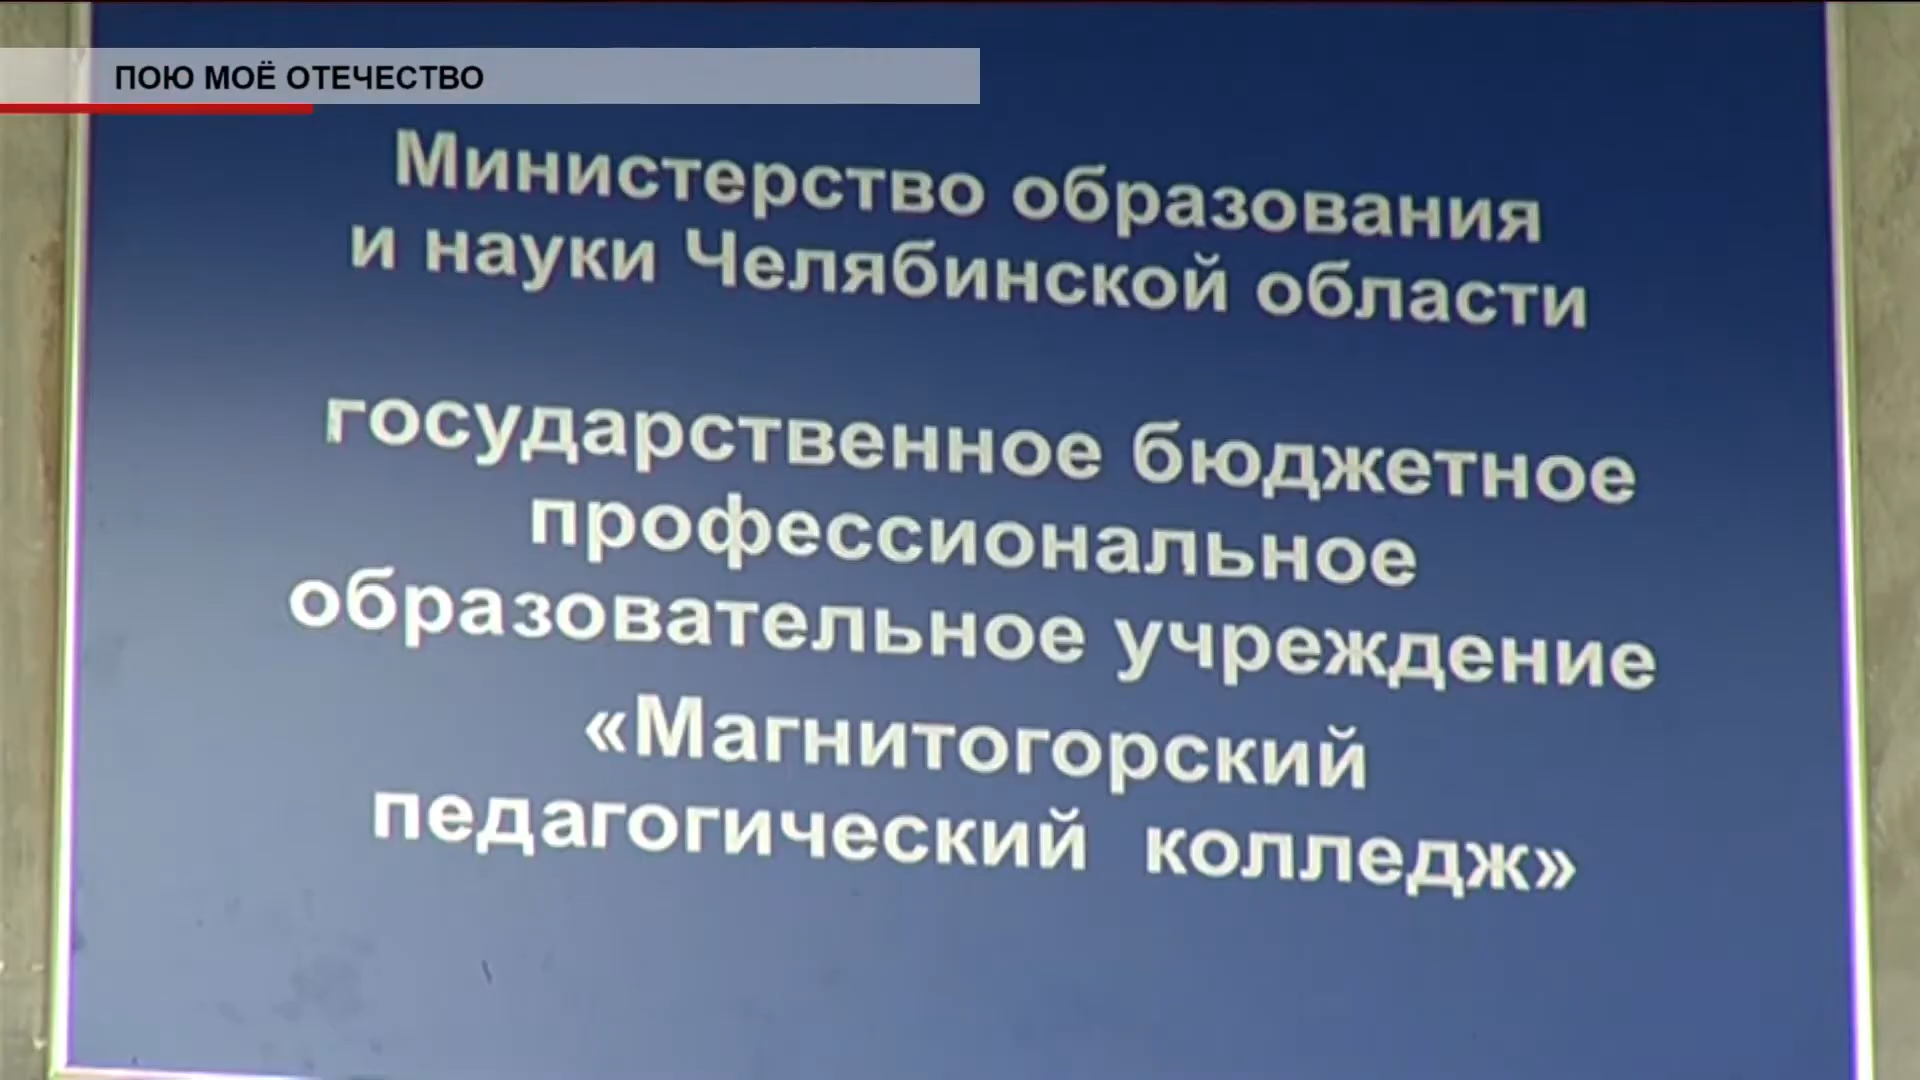 ПОЮ МОЁ ОТЕЧЕСТВО
Министерство образования
и науки Челябинской области
государственное бюджетное
профессиональное
образовательное учреждение
«Магнитогорский
педагогический колледж»